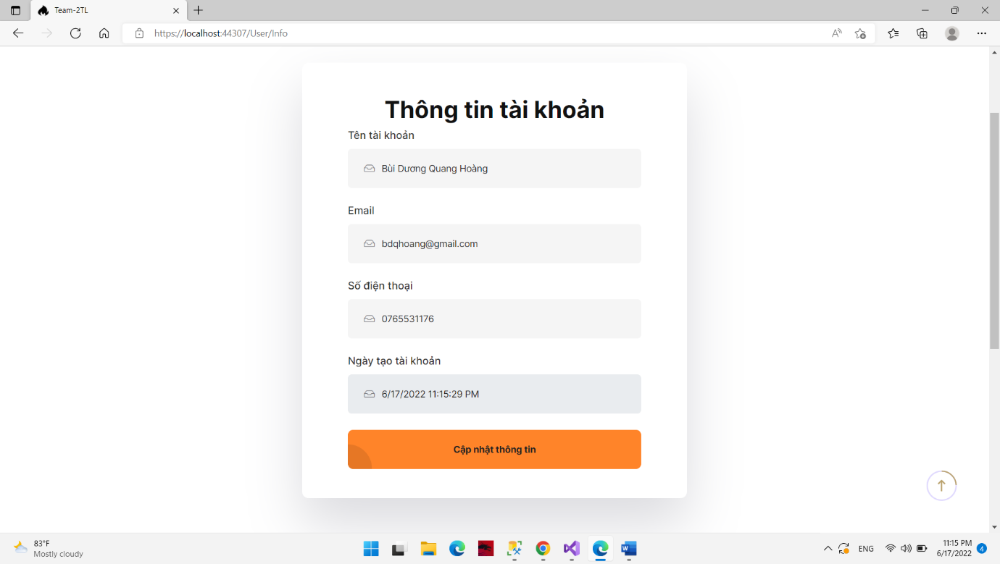 Team-2TL
https://localhost:44307/User/Info
Thông tin tài khoản
Tên tài khoản
Bùi Dương Quang Hoàng
Email
bdqhoang@gmail.com
Số điện thoại
0765531176
Ngày tạo tài khoản
6/17/2022 11:15:29 PM
Cập nhật thông tin
83°F
Mostly cloudy
ENG
11:15 PM
6/17/2022
4